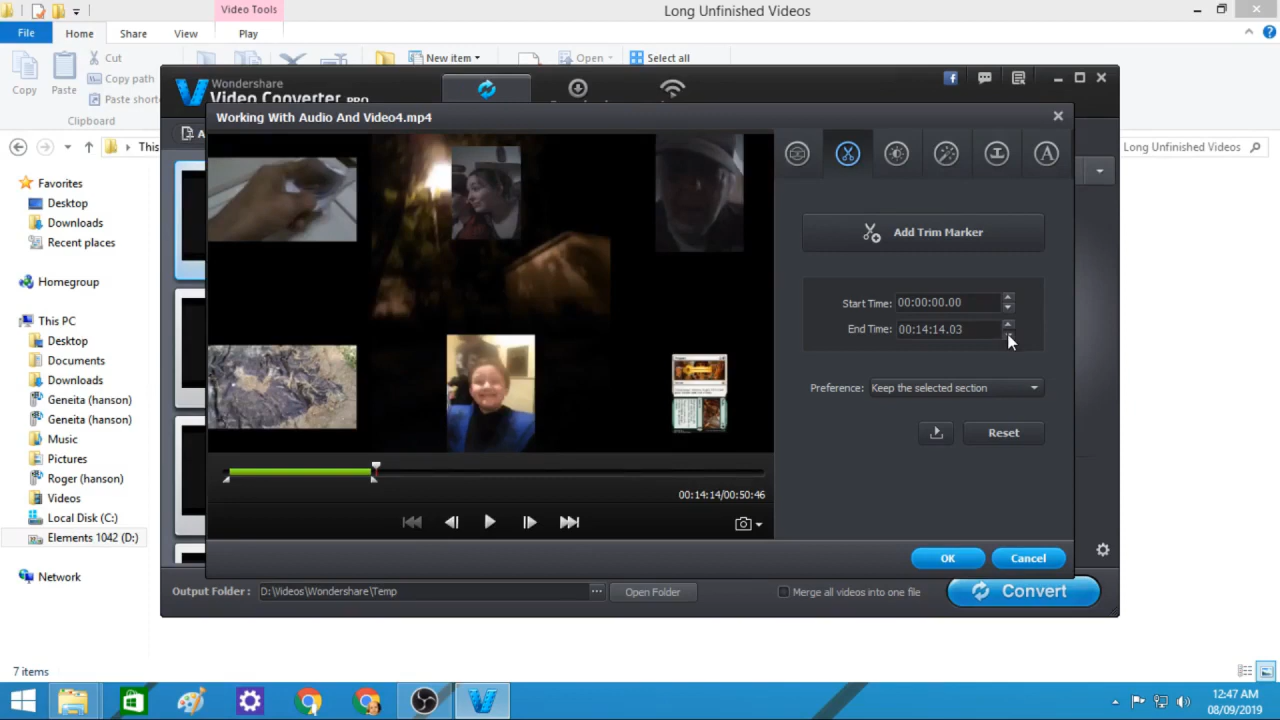 Video Tools
Long Unfinished Videos
File
Home
Share
View
Play
Cut
Copy path
Paste shor
Copy
Paste
Clipboard
New item
Open
Select all
Wondershare
Video Converter PRO
This
Long Unfinished Videos
Working With Audio And Video4.mp4
Favorites
Desktop
Downloads
Recent places
Homegroup
This PC
Desktop
Documents
Downloads
Geneita (hanson)
Geneita (hanson)
Music
Pictures
Roger (hanson)
Videos
Local Disk (C:)
Elements 1042 (D:)
Network
Add Trim Marker
Start Time: 00:00:00.00
End Time: 00:14:14.03
Preference: Keep the selected section
Reset
00:14:14/00:50:46
OK
Cancel
Output Folder: D:\Videos\Wondershare\Temp
...
Open Folder
Merge all videos into one file
Convert
7 items
12:47 AM
08/09/2019